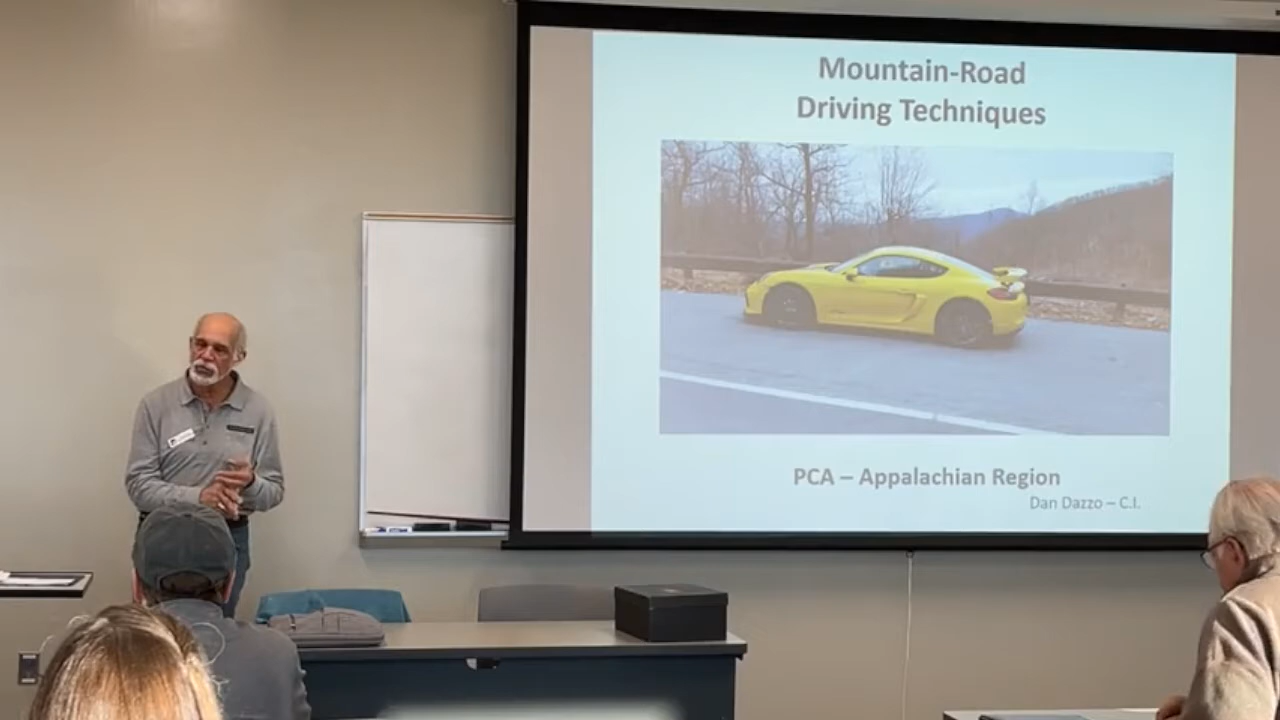 Mountain-Road
Driving Techniques
PCA – Appalachian Region
Dan Dazzo – C.I.